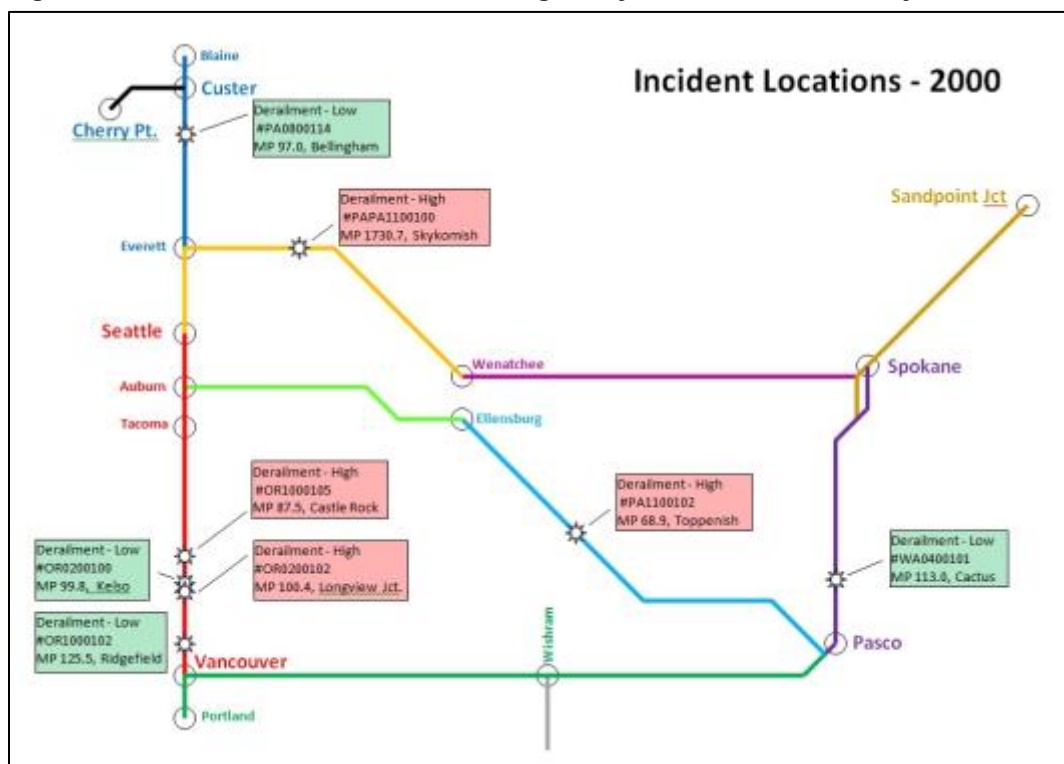 Incident Locations - 2000
Blaine
Custer
Cherry Pt.
Derailment - Low
#PA0800114
MP 97.0, Bellingham
Derailment - High
#PAPA1100100
MP 1730.7, Skykomish
Sandpoint Jct
Everett
Seattle
Wenatchee
Spokane
Auburn
Ellensburg
Tacoma
Derailment - High
#OR1000105
MP 87.5, Castle Rock
Derailment - High
#PA1100102
MP 68.9, Toppenish
Derailment - Low
#OR0200100
MP 99.8, Kelso
Derailment - High
#OR0200102
MP 100.4, Longview Jct.
Derailment - Low
#WA0400101
MP 113.0, Cactus
Derailment - Low
#OR1000102
MP 125.5, Ridgefield
Vancouver
Wishram
Pasco
Portland